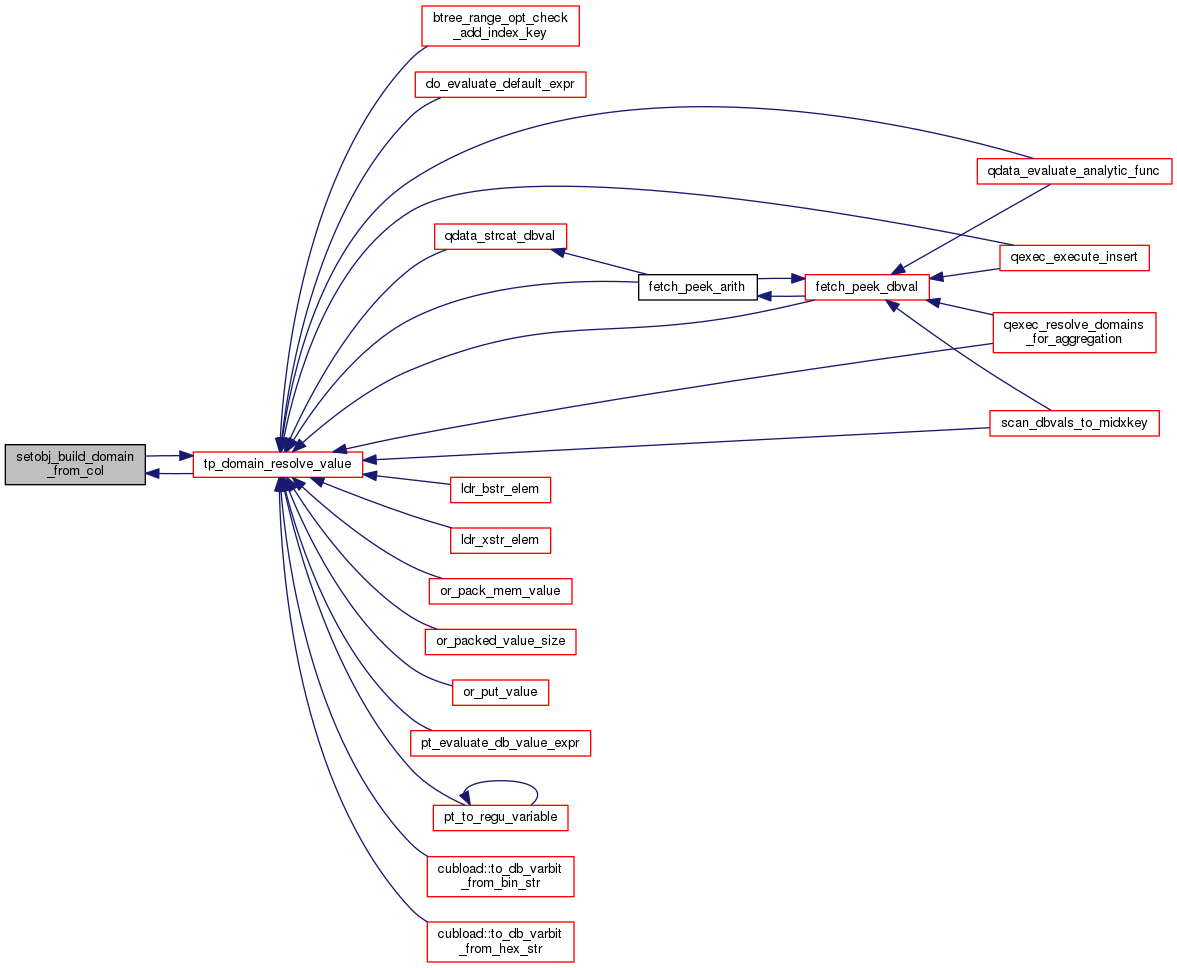 btree_range_opt_check
_add_index_key
do_evaluate_default_expr
qdata_evaluate_analytic_func
qdata_strcat_dbval
qexec_execute_insert
fetch_peek_arith
fetch_peek_dbval
qexec_resolve_domains
_for_aggregation
scan_dbvals_to_midxkey
setobj_build_domain
_from_col
tp_domain_resolve_value
ldr_bstr_elem
ldr_xstr_elem
or_pack_mem_value
or_packed_value_size
or_put_value
pt_evaluate_db_value_expr
pt_to_regu_variable
cubload::to_db_varbit
_from_bin_str
cubload::to_db_varbit
_from_hex_str